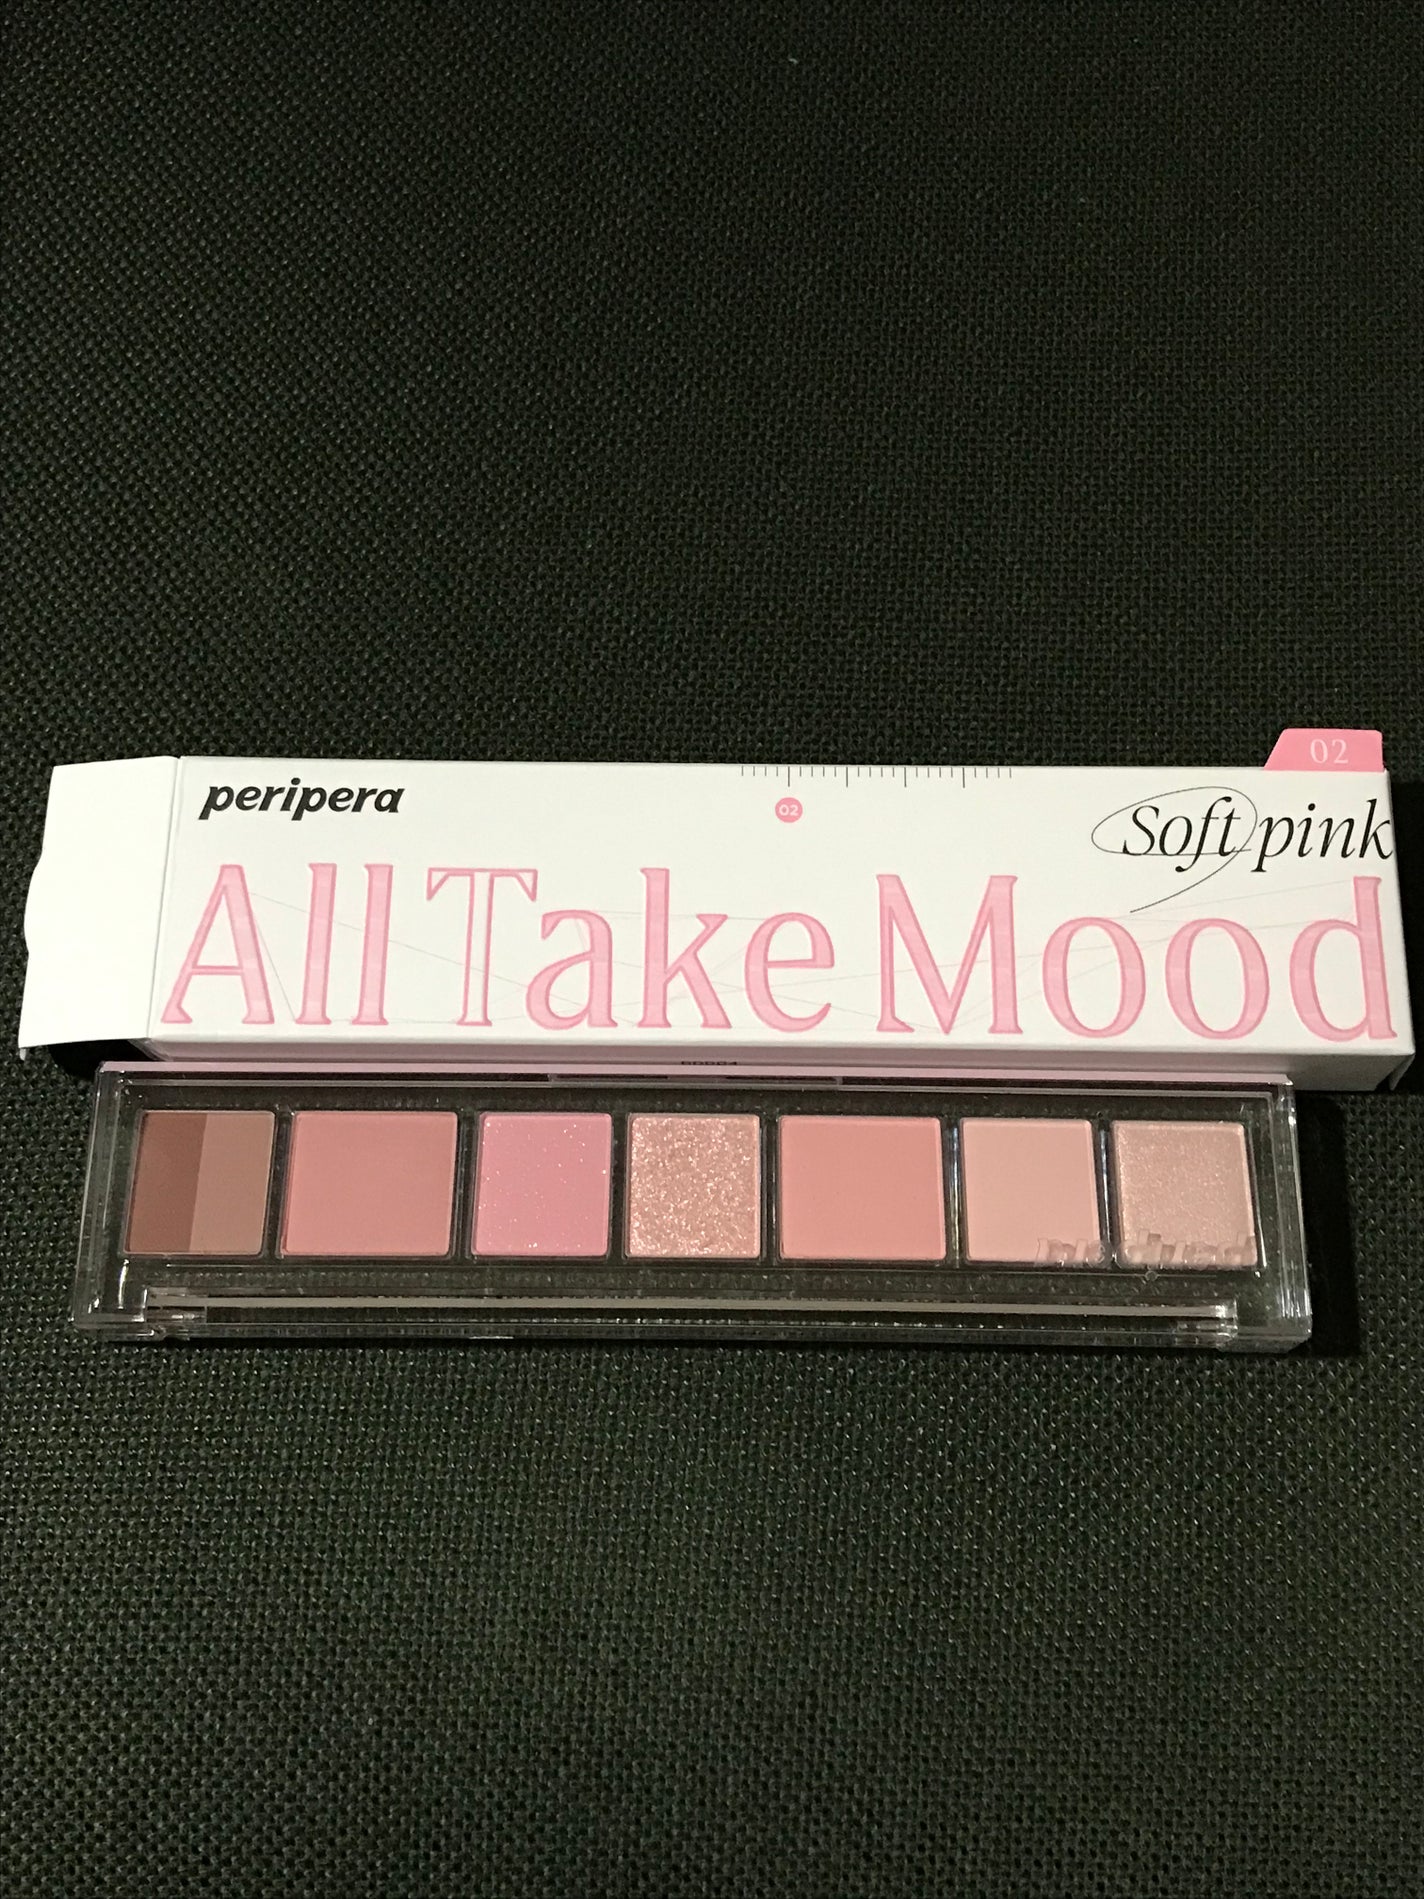 02
peripera
02
Soft pink
All Take Mood